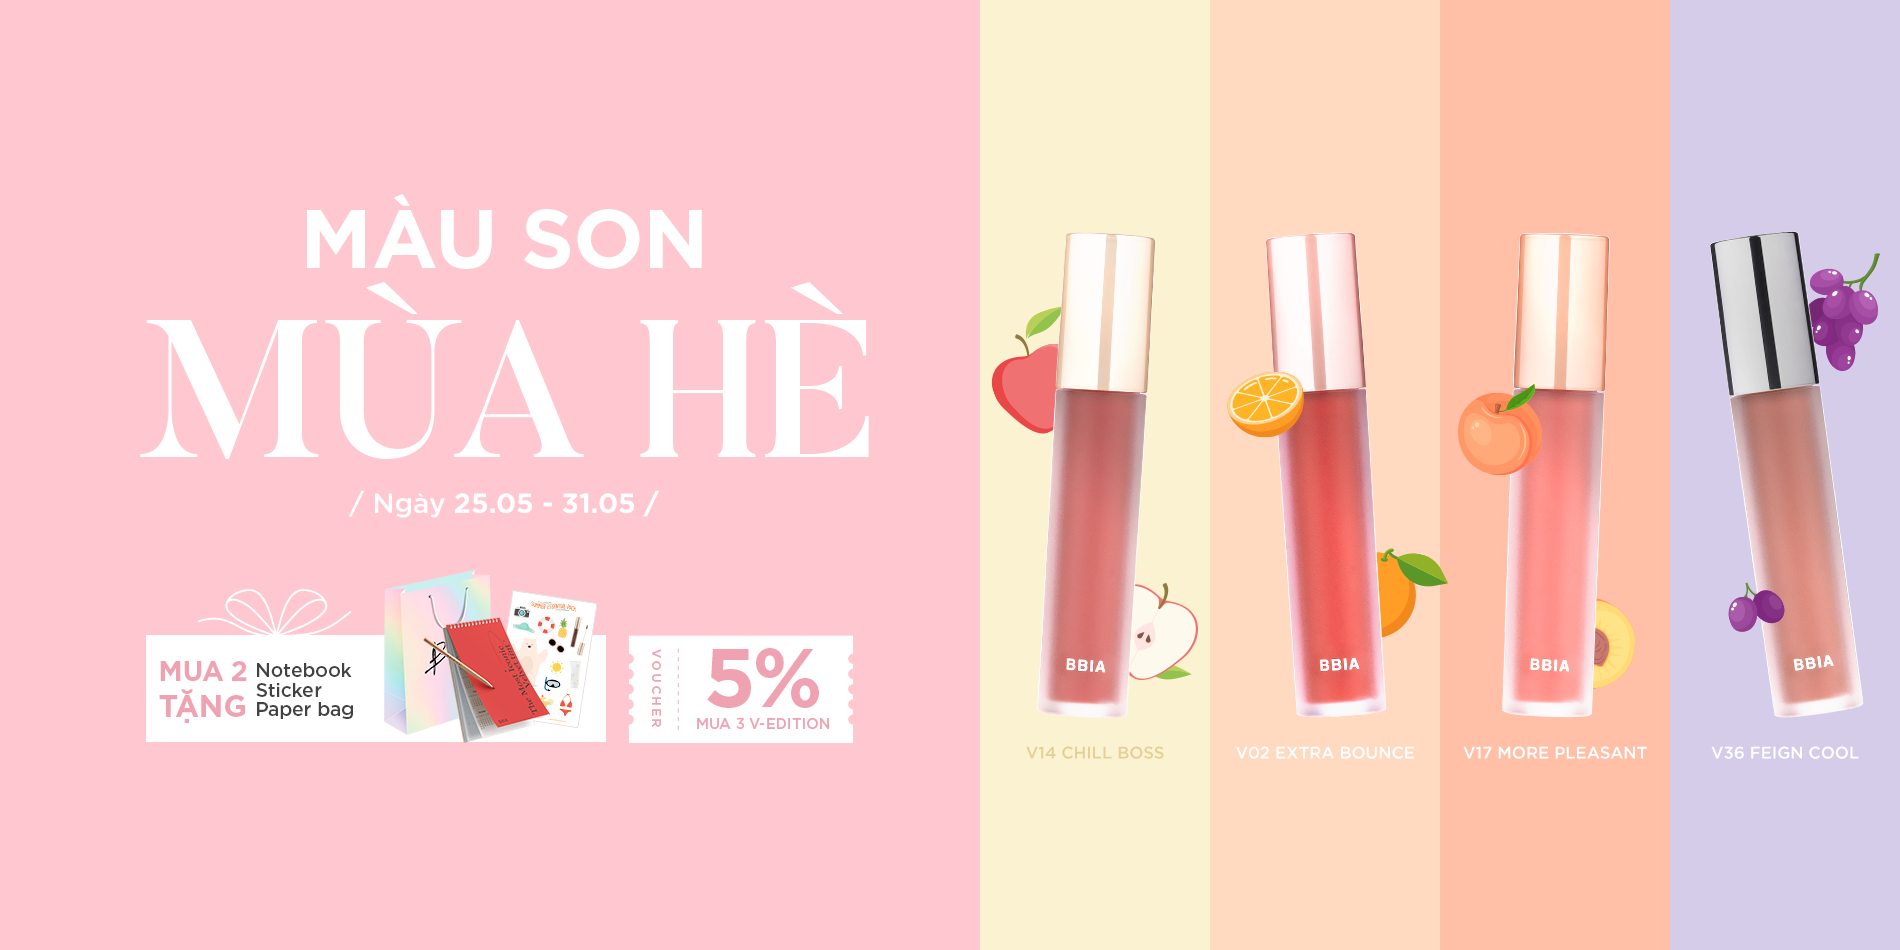 MÀU SON
MÙA HÈ
/ Ngày 25.05 - 31.05 /
MUA 2
TẶNG
Notebook
Sticker
Paper bag
VOUCHER
5%
MUA 3 V-EDITION
BBIA
V14 CHILL BOSS
BBIA
V02 EXTRA BOUNCE
BBIA
V17 MORE PLEASANT
BBIA
V36 FEIGN COOL